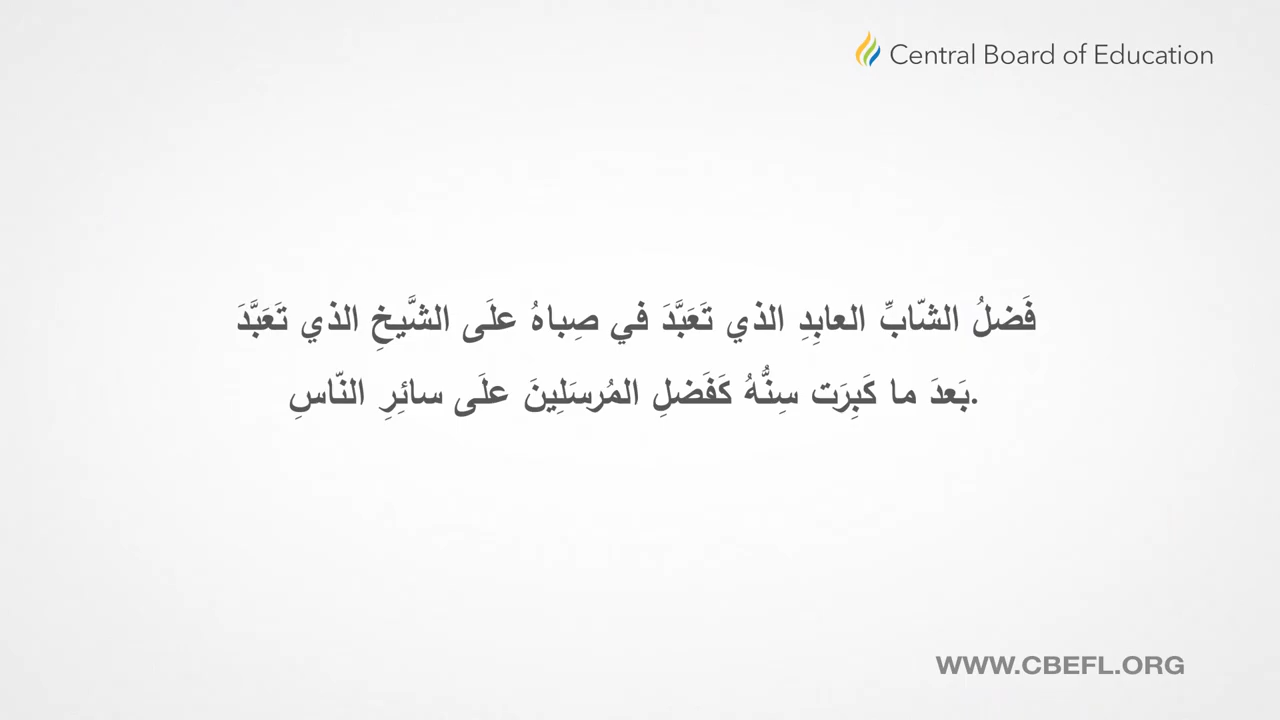 Central Board of Education
فَضلُ الشّابِّ العابِدِ الذي تَعَبَّدَ في صِباهُ علَى الشَّيخِ الذي تَعَبَّدَ
.بَعدَ ما كَبِرَت سِنُّهُ كَفَضلِ المُرسَلِينَ علَى سائِرِ النّاسِ
WWW.CBEFL.ORG